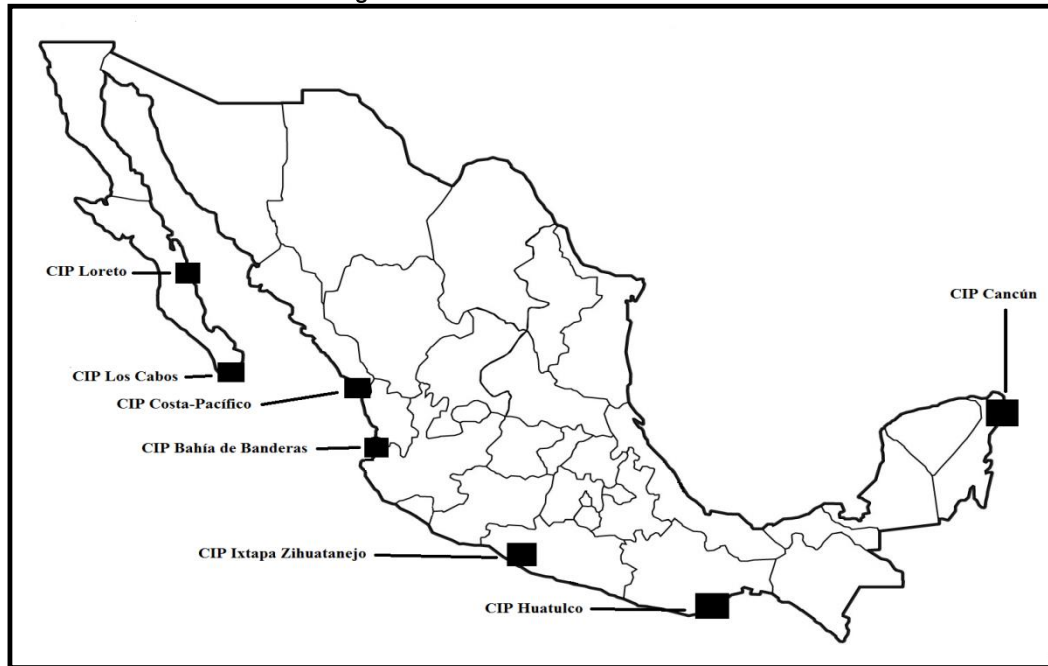 CIP Loreto
CIP Cancún
CIP Los Cabos
CIP Costa-Pacífico
CIP Bahía de Banderas
CIP Ixtapa Zihuatanejo
CIP Huatulco